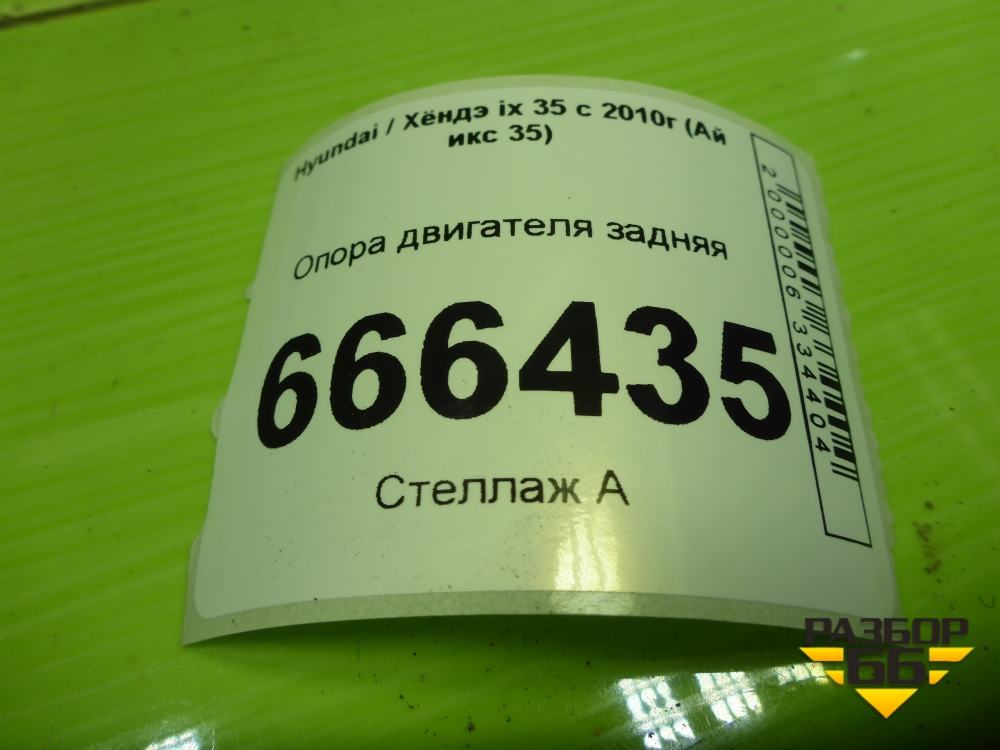 Hyundai / Хёндэ ix 35 с 2010г (Ай
икс 35)
Опора двигателя задняя
666435
Стеллаж А
2000006334404
РАЗБОР
66